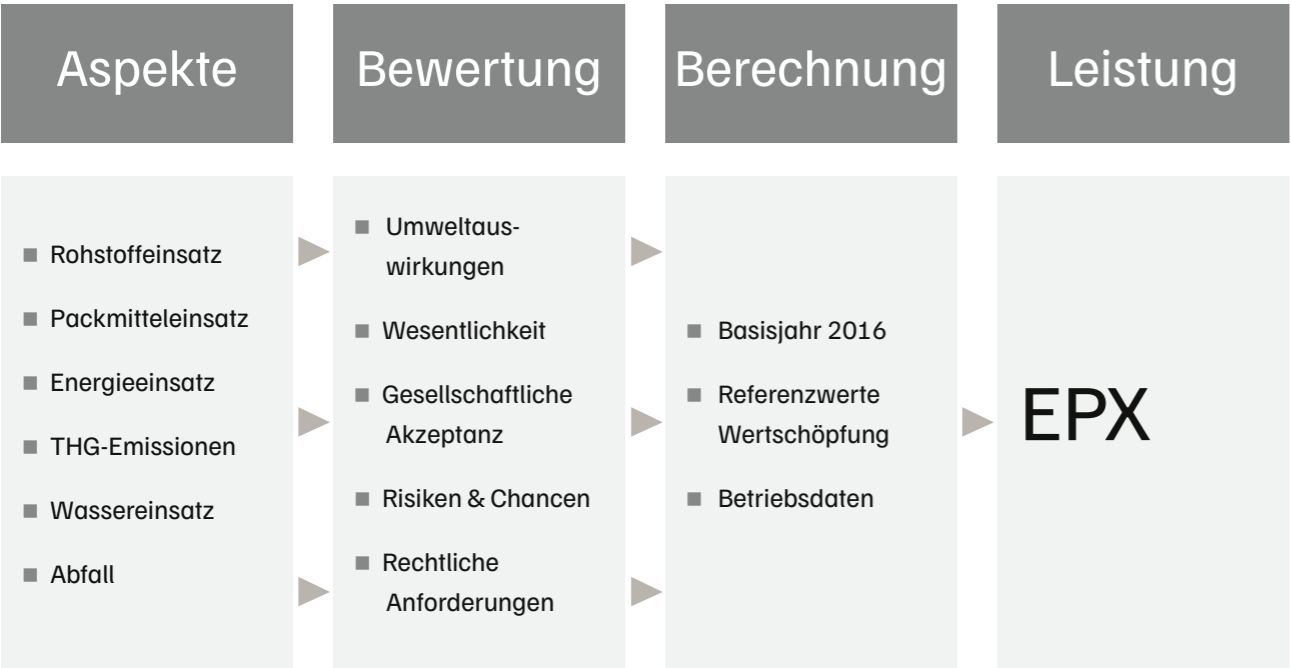 Aspekte
Rohstoffeinsatz
Packmitteleinsatz
Energieeinsatz
THG-Emissionen
Wassereinsatz
Abfall
Bewertung
Umweltaus-
wirkungen
Wesentlichkeit
Gesellschaftliche
Akzeptanz
Risiken & Chancen
Rechtliche
Anforderungen
Berechnung
Basisjahr 2016
Referenzwerte
Wertschöpfung
Betriebsdaten
Leistung
EPX